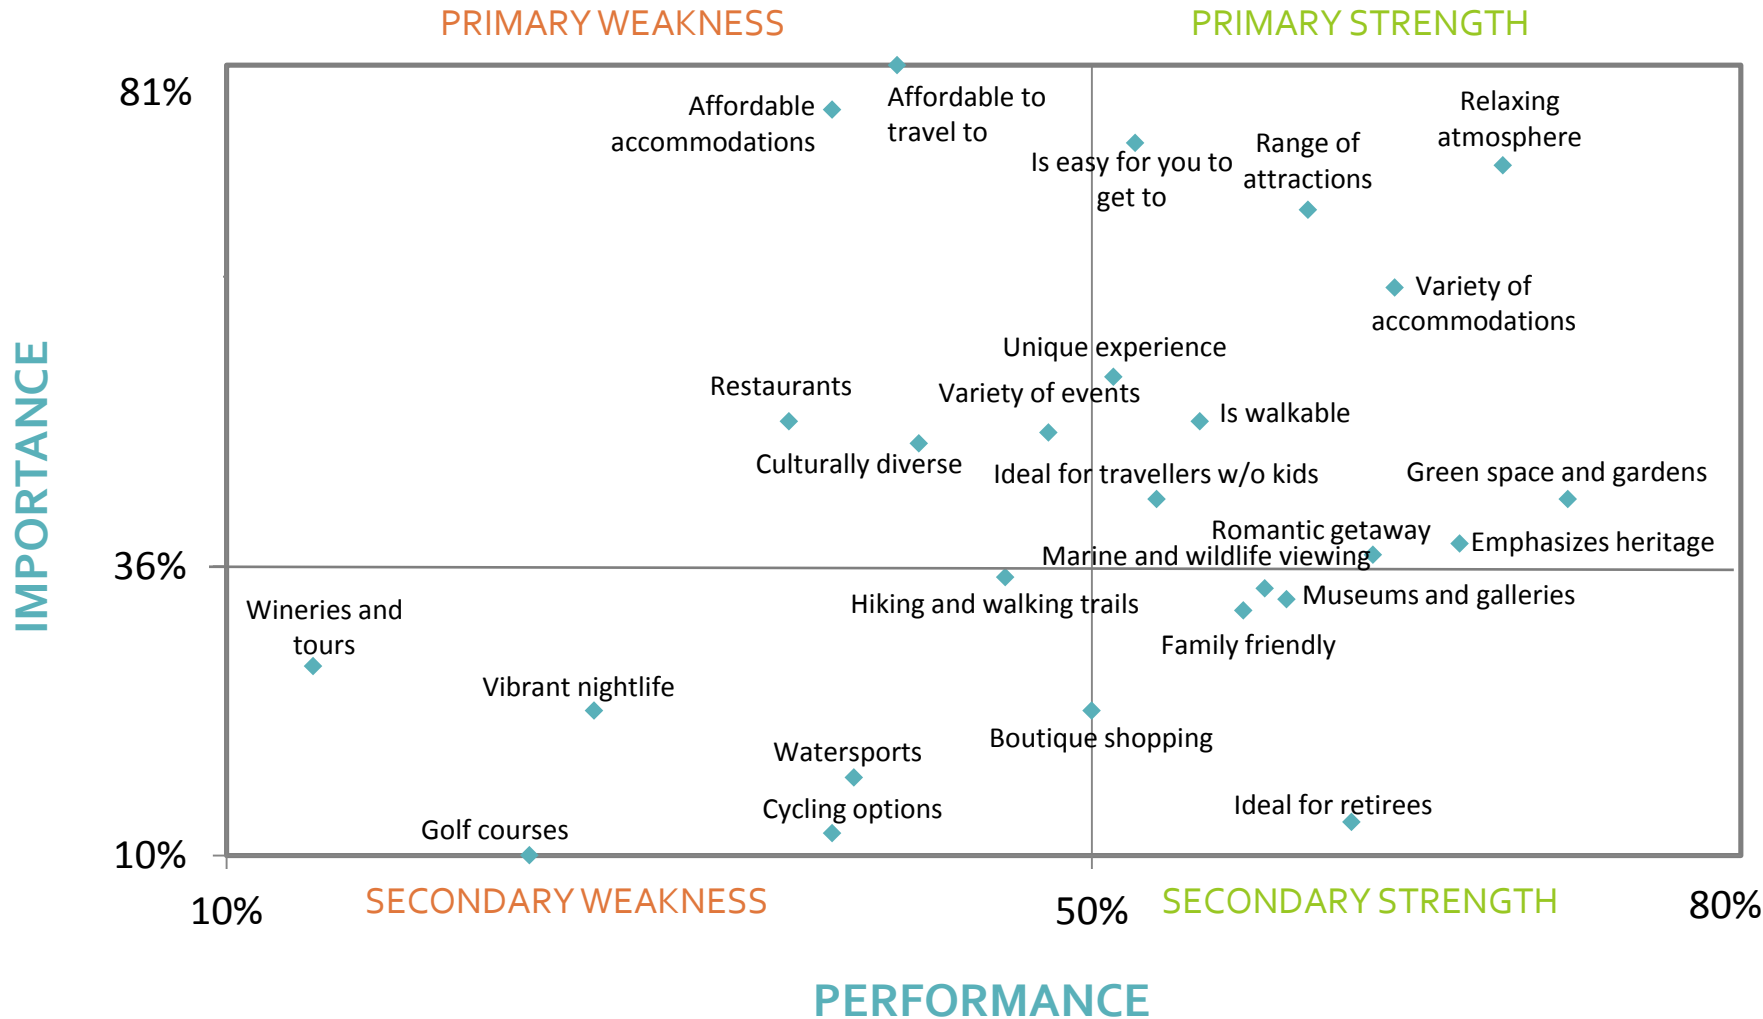 PRIMARY WEAKNESS
PRIMARY STRENGTH
81%
Affordable
accommodations
Affordable to
travel to
Is easy for you to
get to
Range of
attractions
Relaxing
atmosphere
Variety of
accommodations
Unique experience
Restaurants
Variety of events
Is walkable
Culturally diverse
Ideal for travellers w/o kids
Green space and gardens
Romantic getaway
Emphasizes heritage
Marine and wildlife viewing
36%
IMPORTANCE
Hiking and walking trails
Museums and galleries
Wineries and
tours
Family friendly
Vibrant nightlife
Boutique shopping
Watersports
Cycling options
Ideal for retirees
Golf courses
10%
SECONDARY WEAKNESS
SECONDARY STRENGTH
10%
50%
80%
PERFORMANCE